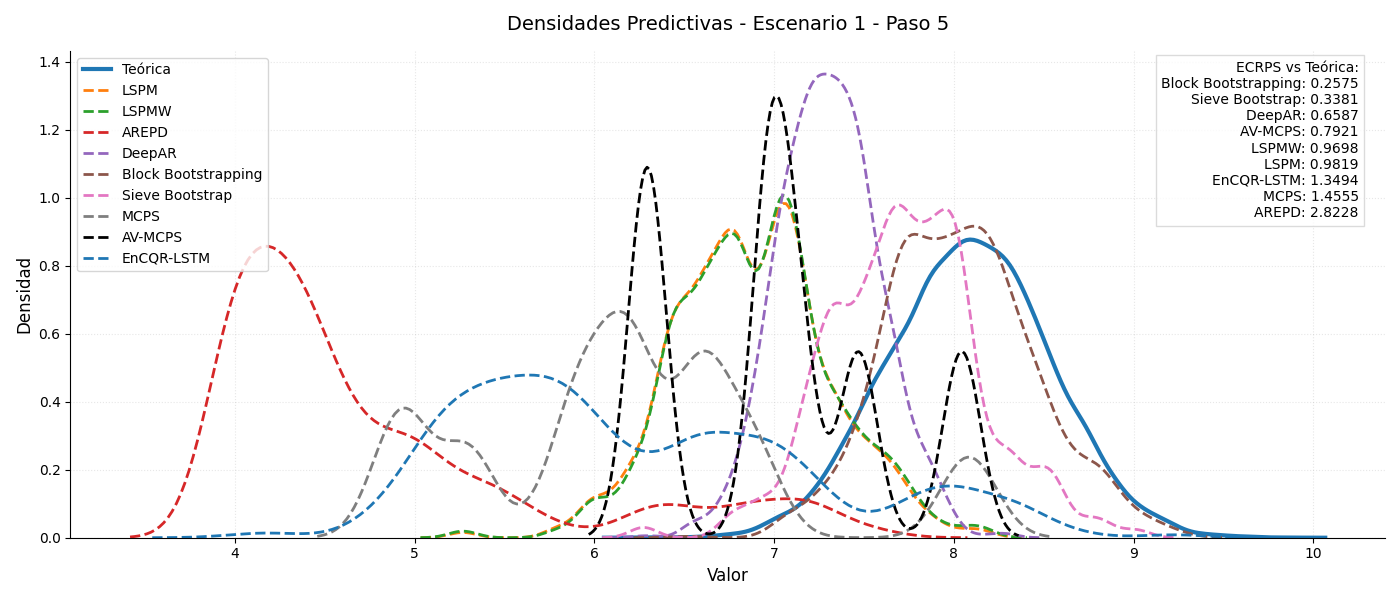 Densidades Predictivas - Escenario 1 - Paso 5
Densidad
1.4
1.2
1.0
0.8
0.6
0.4
0.2
0.0
Teórica
LSPM
LSPMW
AREPD
DeepAR
Block Bootstrapping
Sieve Bootstrap
MCPS
AV-MCPS
EnCQR-LSTM
ECRPS vs Teórica:
Block Bootstrapping: 0.2575
Sieve Bootstrap: 0.3381
DeepAR: 0.6587
AV-MCPS: 0.7921
LSPMW: 0.9698
LSPM: 0.9819
EnCQR-LSTM: 1.3494
MCPS: 1.4555
AREPD: 2.8228
4 5 6 7 8 9 10
Valor